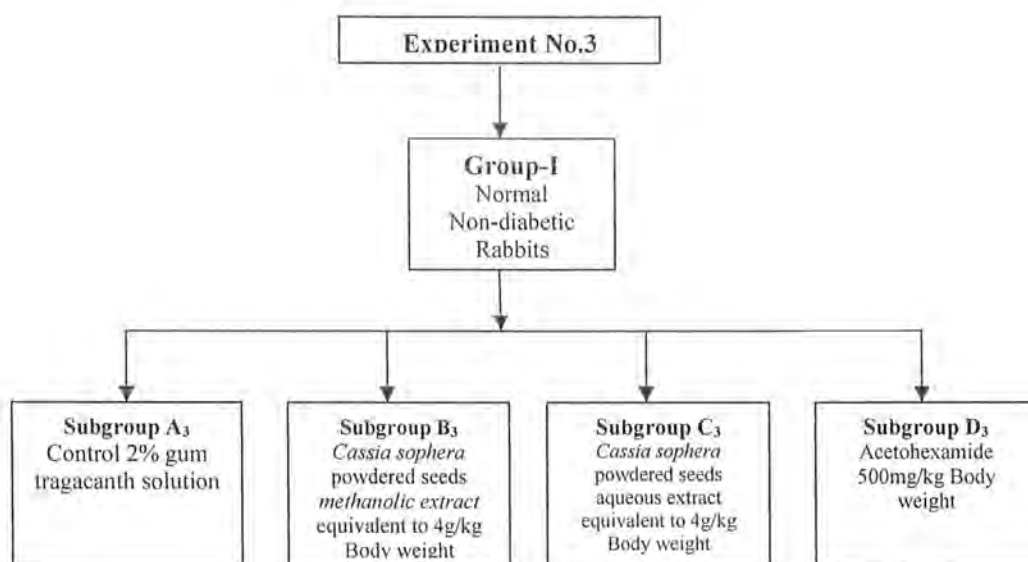 Experiment No.3
Group-I
Normal
Non-diabetic
Rabbits
Subgroup A₃
Control 2% gum
tragacanth solution
Subgroup B₃
Cassia sophera
powdered seeds
methanolic extract
equivalent to 4g/kg
Body weight
Subgroup C₃
Cassia sophera
powdered seeds
aqueous extract
equivalent to 4g/kg
Body weight
Subgroup D₃
Acetohexamide
500mg/kg Body
weight